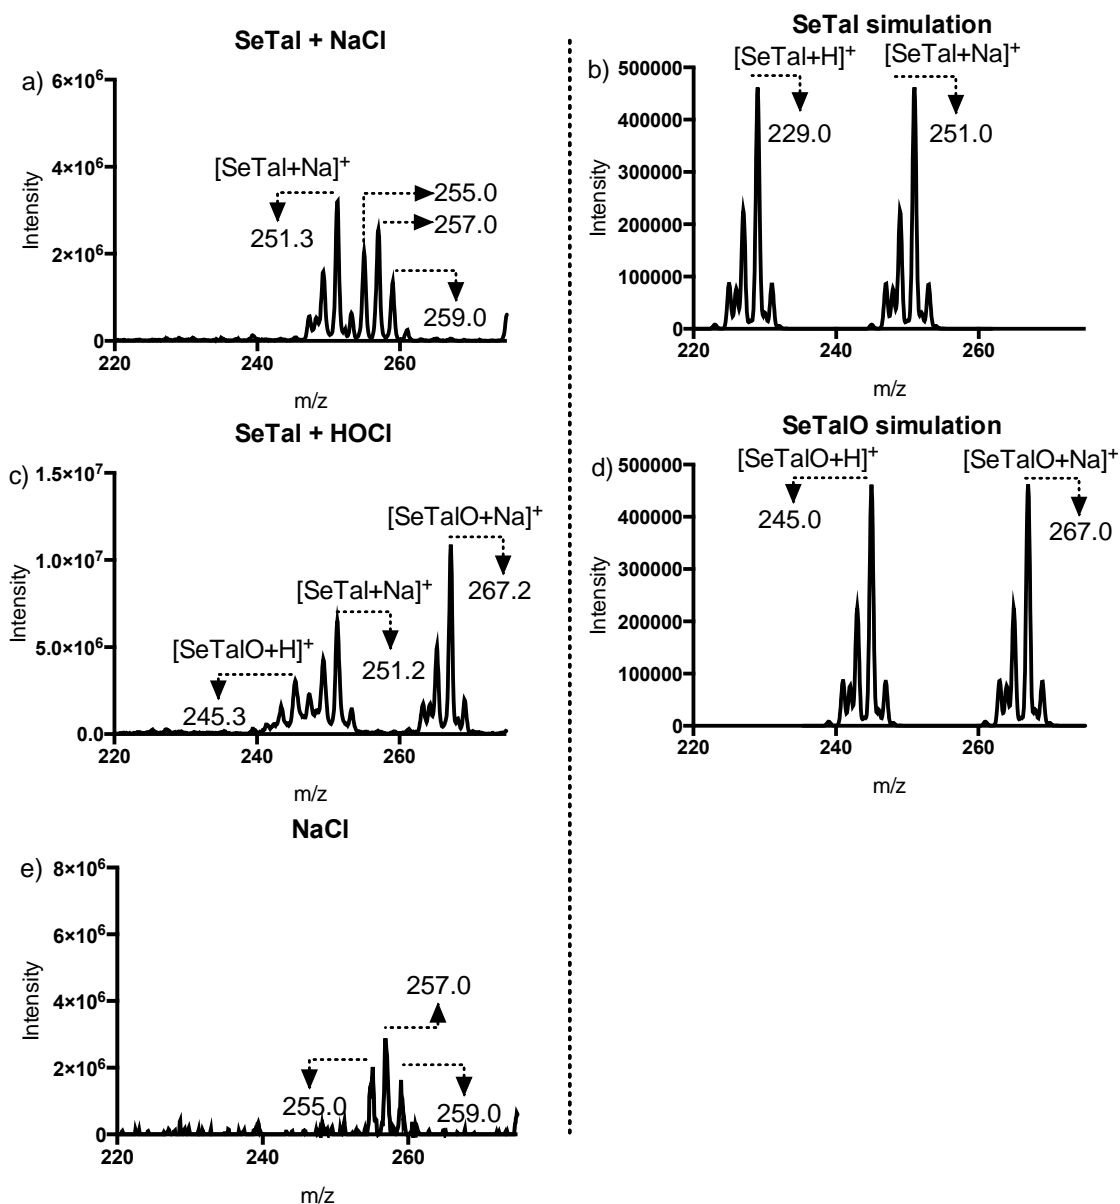 SeTal + NaCl
a)
6×10⁶
4×10⁶
2×10⁶
0
Intensity
[SeTal+Na]⁺
251.3
255.0
257.0
259.0
220
240
260
m/z
SeTal simulation
b)
500000
400000
300000
200000
100000
0
Intensity
[SeTal+H]⁺
[SeTal+Na]⁺
229.0
251.0
220
240
260
m/z
SeTal + HOCl
c)
1.5×10⁷
1.0×10⁷
5.0×10⁶
0.0
Intensity
[SeTalO+Na]⁺
267.2
[SeTal+Na]⁺
251.2
[SeTalO+H]⁺
245.3
220
240
260
m/z
SeTalO simulation
d)
500000
400000
300000
200000
100000
0
Intensity
[SeTalO+H]⁺
[SeTalO+Na]⁺
245.0
267.0
220
240
260
m/z
NaCl
e)
8×10⁶
6×10⁶
4×10⁶
2×10⁶
0
Intensity
257.0
255.0
259.0
220
240
260
m/z